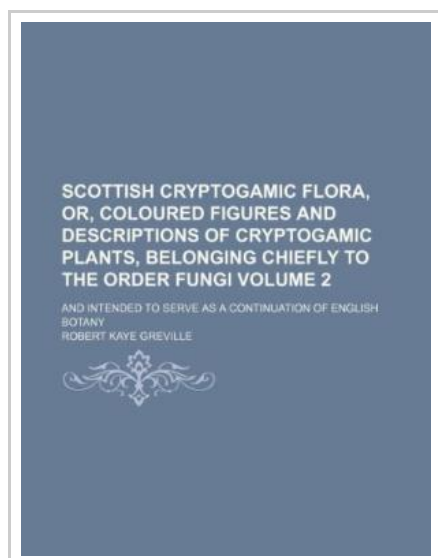 SCOTTISH CRYPTOGAMIC FLORA,
OR, COLOURED FIGURES AND
DESCRIPTIONS OF CRYPTOGAMIC
PLANTS, BELONGING CHIEFLY TO
THE ORDER FUNGI VOLUME 2
AND INTENDED TO SERVE AS A CONTINUATION OF ENGLISH
BOTANY
ROBERT KAYE GREVILLE